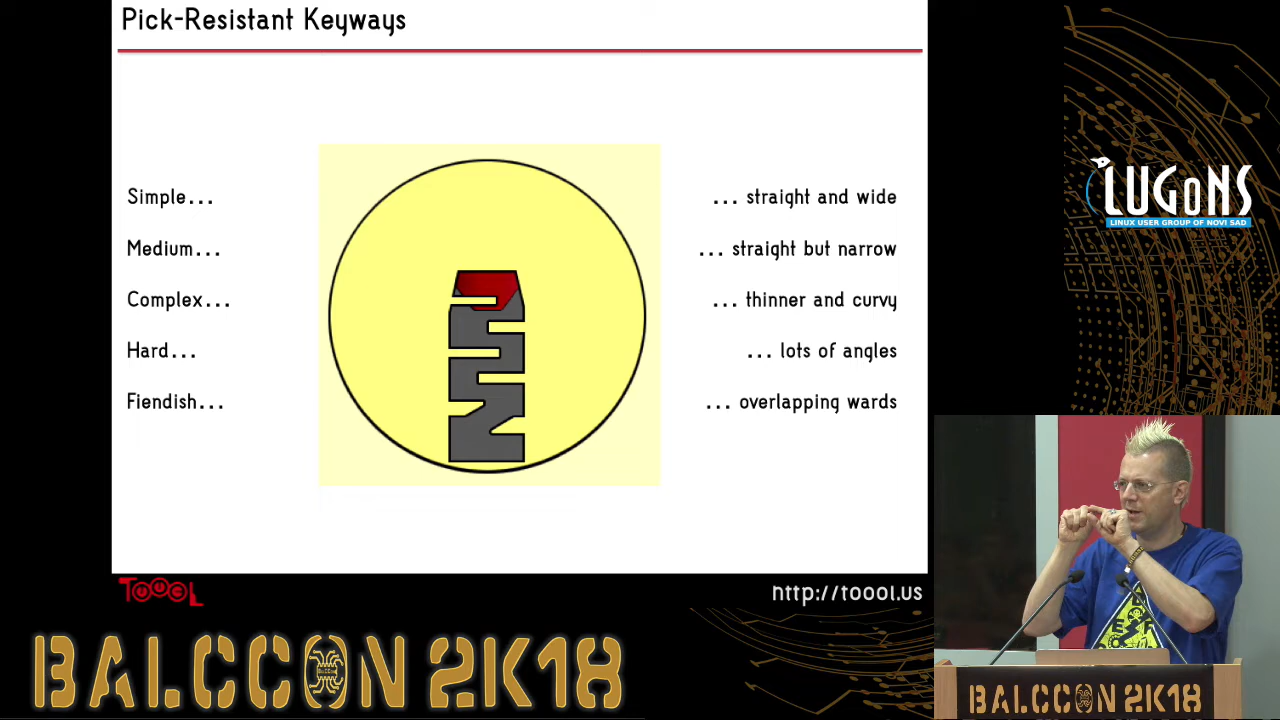 Pick-Resistant Keyways
Simple... ... straight and wide
Medium... ... straight but narrow
Complex... ... thinner and curvy
Hard... ... lots of angles
Fiendish... ... overlapping wards
TOOOL
http://toool.us
LUGoNS
LINUX USER GROUP OF NOVI SAD
BALCCON 2K18
BALCCON 2K18